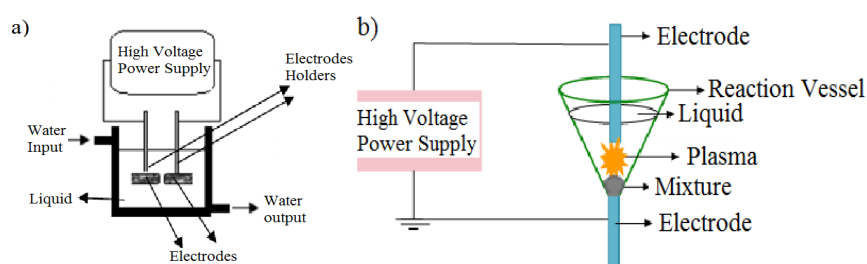 a)
High Voltage
Power Supply
Electrodes
Holders
Water
Input
Liquid
Water
output
Electrodes
b)
Electrode
High Voltage
Power Supply
Reaction Vessel
Liquid
Plasma
Mixture
Electrode